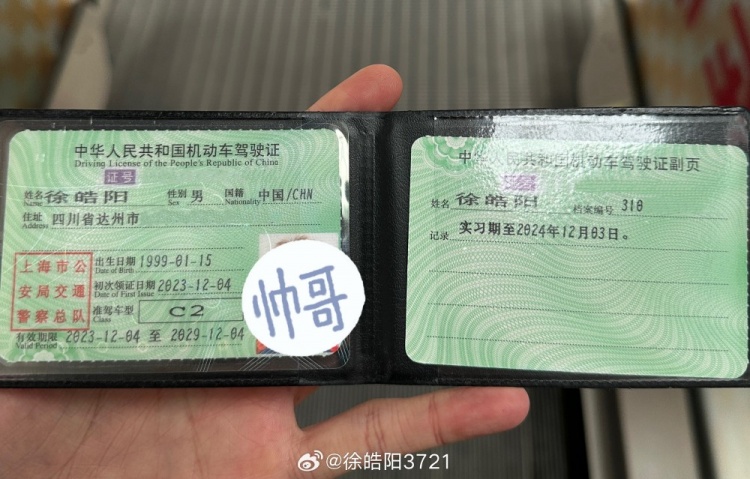 中华人民共和国机动车驾驶证
Driving License of the People's Republic of China
证号
姓名 徐皓阳 性别 男 国籍 中国/CHN
Name Sex Nationality
住址 四川省达州市
Address
出生日期 1999-01-15
Date of Birth
初次领证日期 2023-12-04
Date of First Issue
准驾车型 C2
Class
有效期限 2023-12-04 至 2029-12-04
Valid Period
上海市公
安局交通
警察总队
帅哥
中华人民共和国机动车驾驶证副页
证号
姓名 徐皓阳 档案编号 310
记录 实习期至2024年12月03日。
@徐皓阳3721